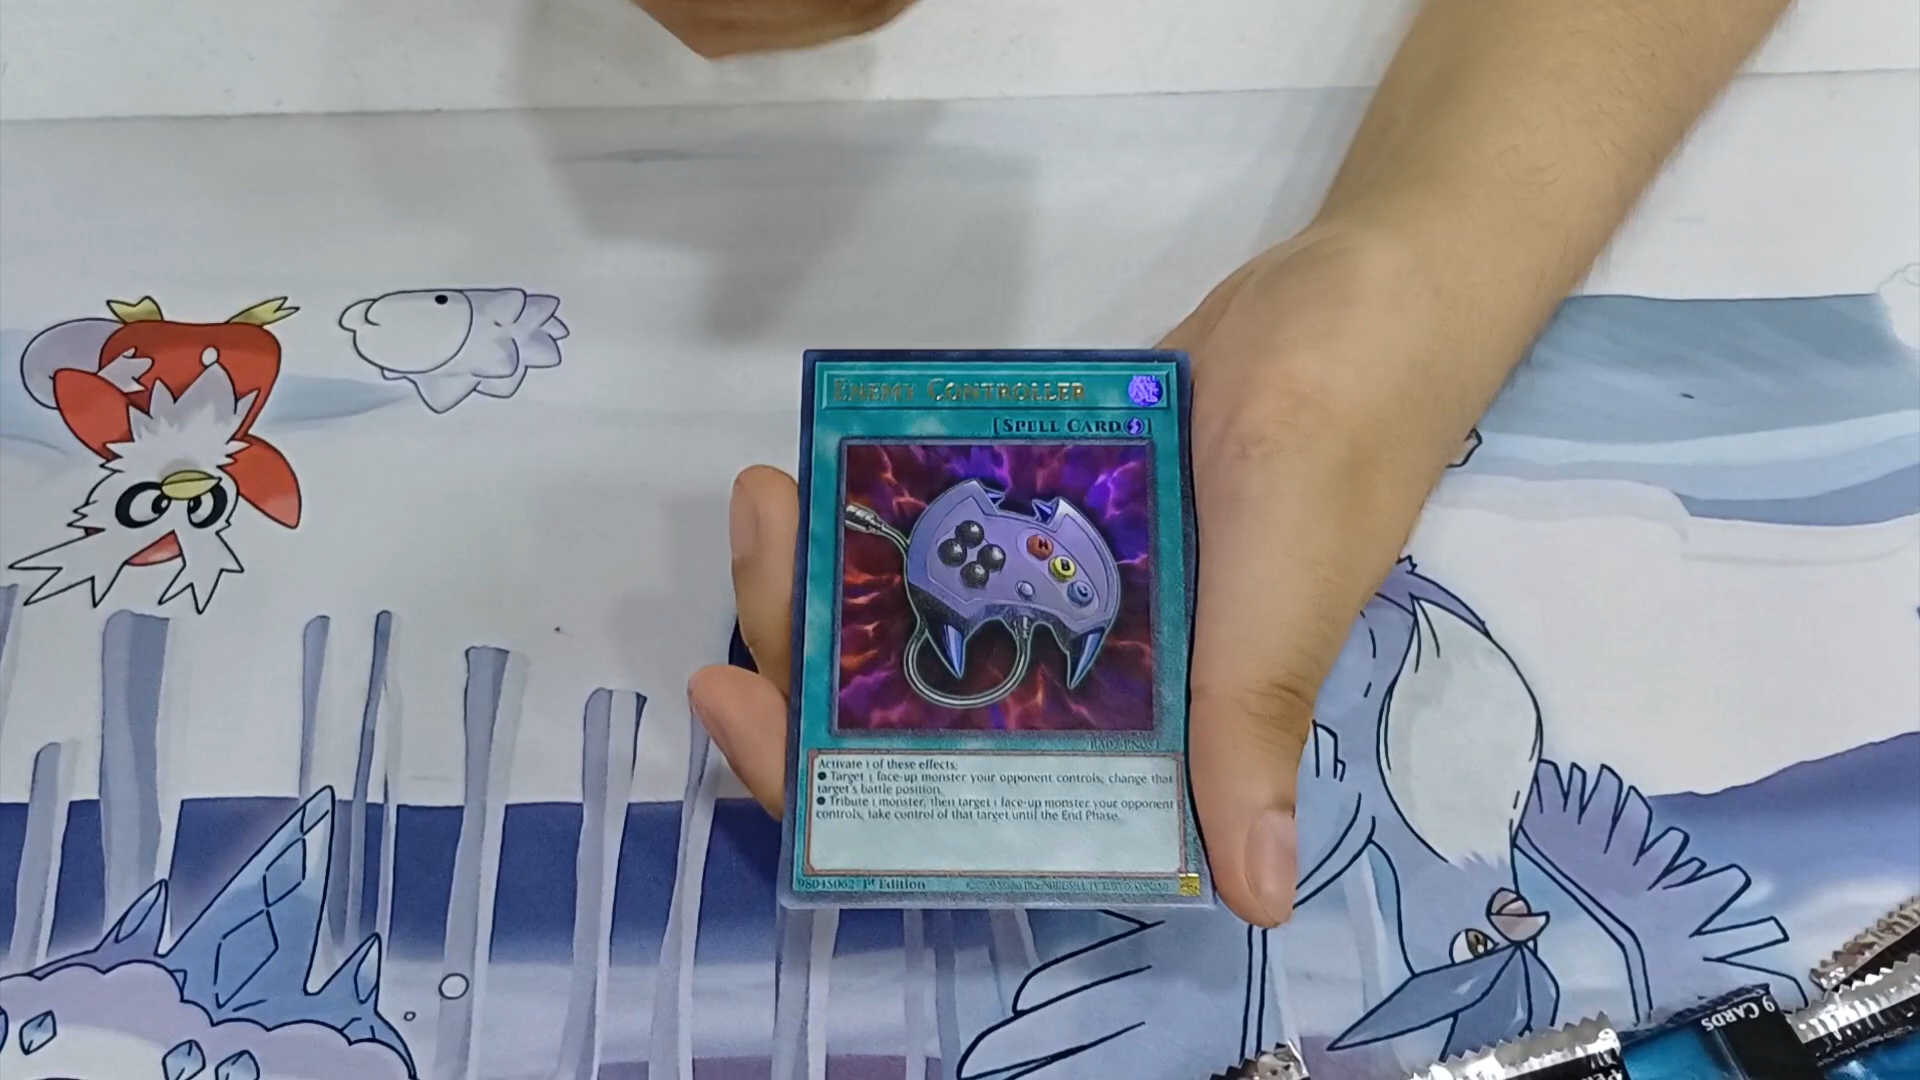 ENEMY CONTROLLER
[SPELL CARD]
H
B
Activate 1 of these effects;
● Target 1 face-up monster your opponent controls; change that
target's battle position.
● Tribute 1 monster, then target 1 face-up monster your opponent
controls; take control of that target until the End Phase.
98045062 1st Edition
9 CARDS